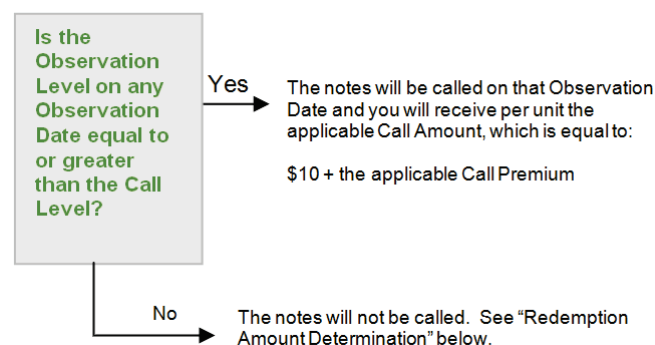 Is the
Observation
Level on any
Observation
Date equal to
or greater
than the Call
Level?
Yes
The notes will be called on that Observation
Date and you will receive per unit the
applicable Call Amount, which is equal to:
$10 + the applicable Call Premium
No
The notes will not be called. See “Redemption
Amount Determination” below.